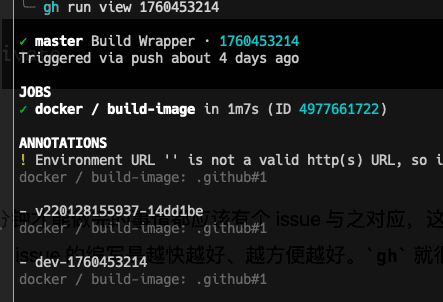 gh run view 1760453214
✓ master Build Wrapper · 1760453214
Triggered via push about 4 days ago
JOBS
✓ docker / build-image in 1m7s (ID 4977661722)
ANNOTATIONS
! Environment URL '' is not a valid http(s) URL, so i
docker / build-image: .github#1
应该有个 issue 与之对应，这
- v220128155937-14dd1be
docker / build-image: .github#1
issue 的编写是越快越好、越方便越好。`gh` 就很
- dev-1760453214
docker / build-image: .github#1